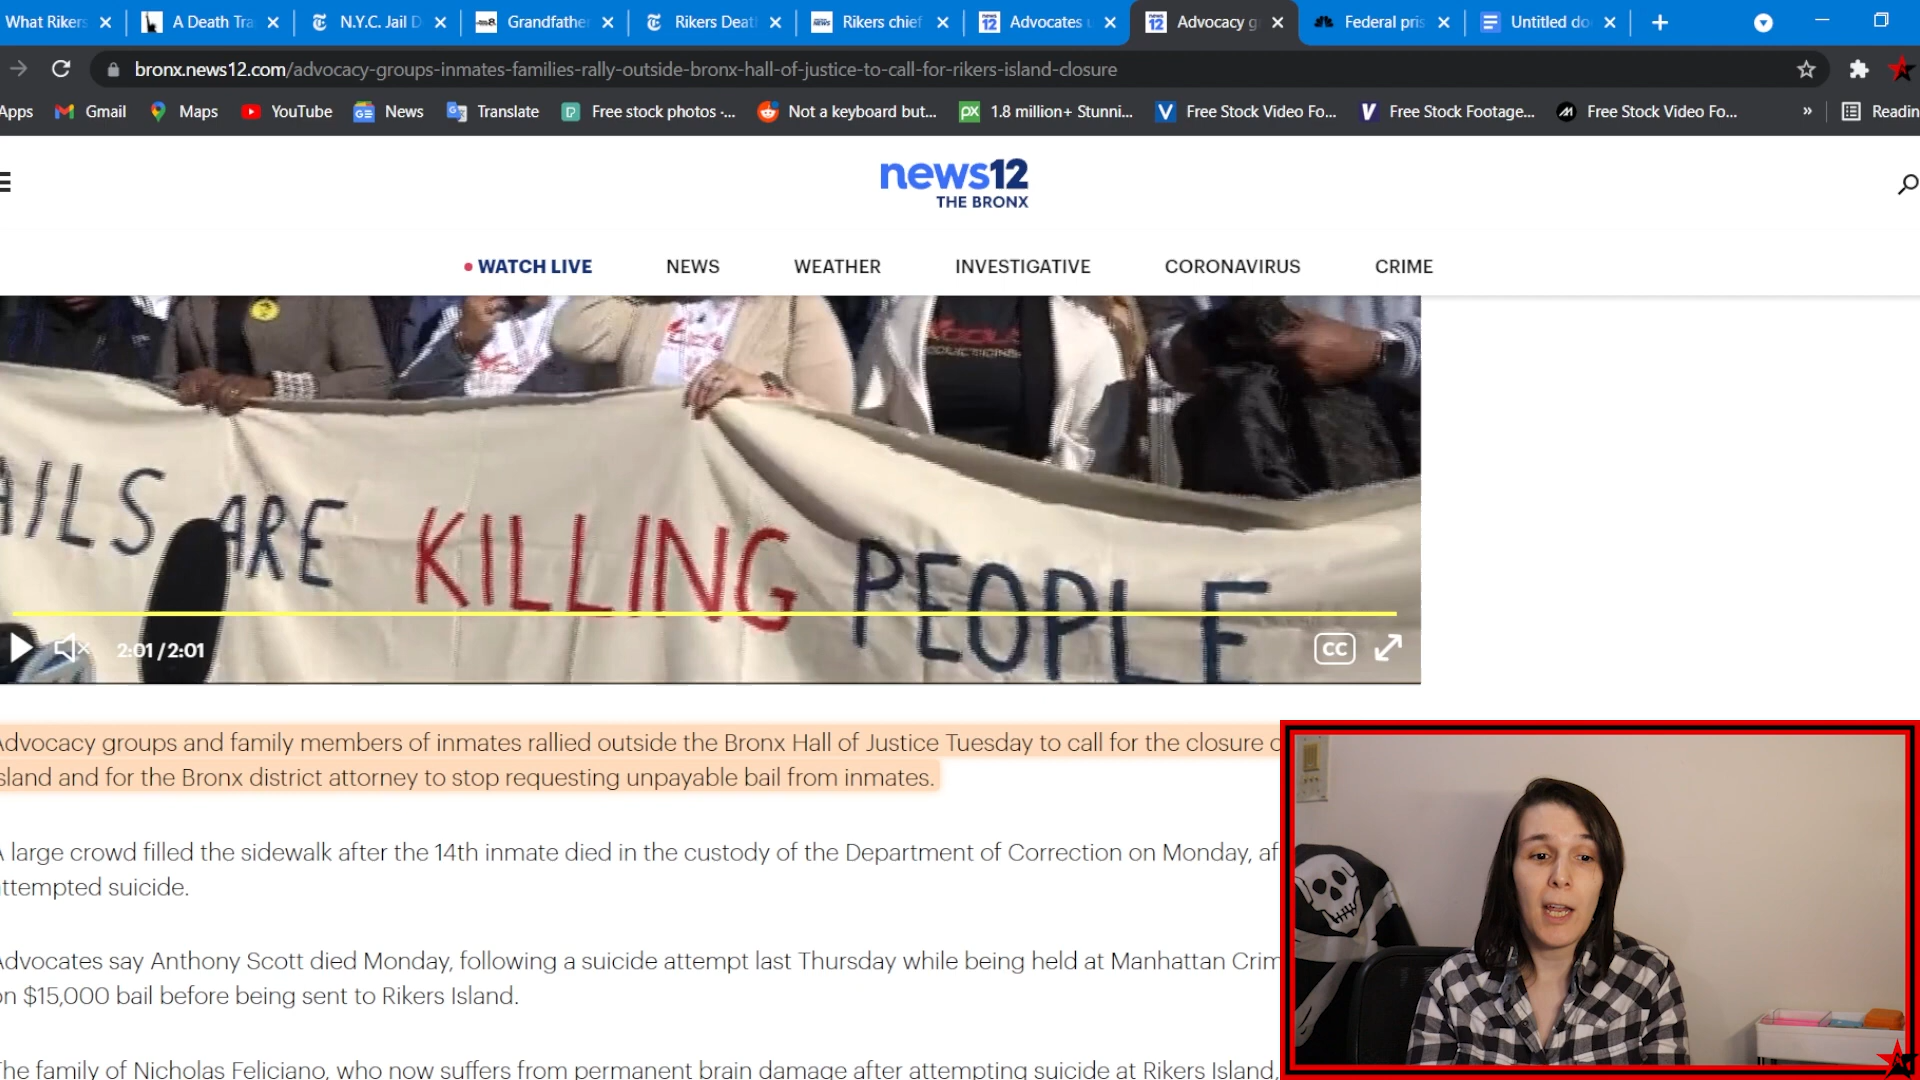 What Rikers
A Death Tra
N.Y.C. Jail D
Grandfather
Rikers Deat
Rikers chief
Advocates u
Advocacy g
Federal pris
Untitled do
bronx.news12.com/advocacy-groups-inmates-families-rally-outside-bronx-hall-of-justice-to-call-for-rikers-island-closure
Apps
Gmail
Maps
YouTube
News
Translate
Free stock photos ·...
Not a keyboard but...
px
1.8 million+ Stunni...
Free Stock Video Fo...
Free Stock Footage...
Free Stock Video Fo...
»
Readin
news12
THE BRONX
WATCH LIVE
NEWS
WEATHER
INVESTIGATIVE
CORONAVIRUS
CRIME
AILS ARE KILLING PEOPLE
2:01 / 2:01
CC
Advocacy groups and family members of inmates rallied outside the Bronx Hall of Justice Tuesday to call for the closure o
sland and for the Bronx district attorney to stop requesting unpayable bail from inmates.
A large crowd filled the sidewalk after the 14th inmate died in the custody of the Department of Correction on Monday, af
attempted suicide.
Advocates say Anthony Scott died Monday, following a suicide attempt last Thursday while being held at Manhattan Crim
on $15,000 bail before being sent to Rikers Island.
The family of Nicholas Feliciano, who now suffers from permanent brain damage after attempting suicide at Rikers Island,